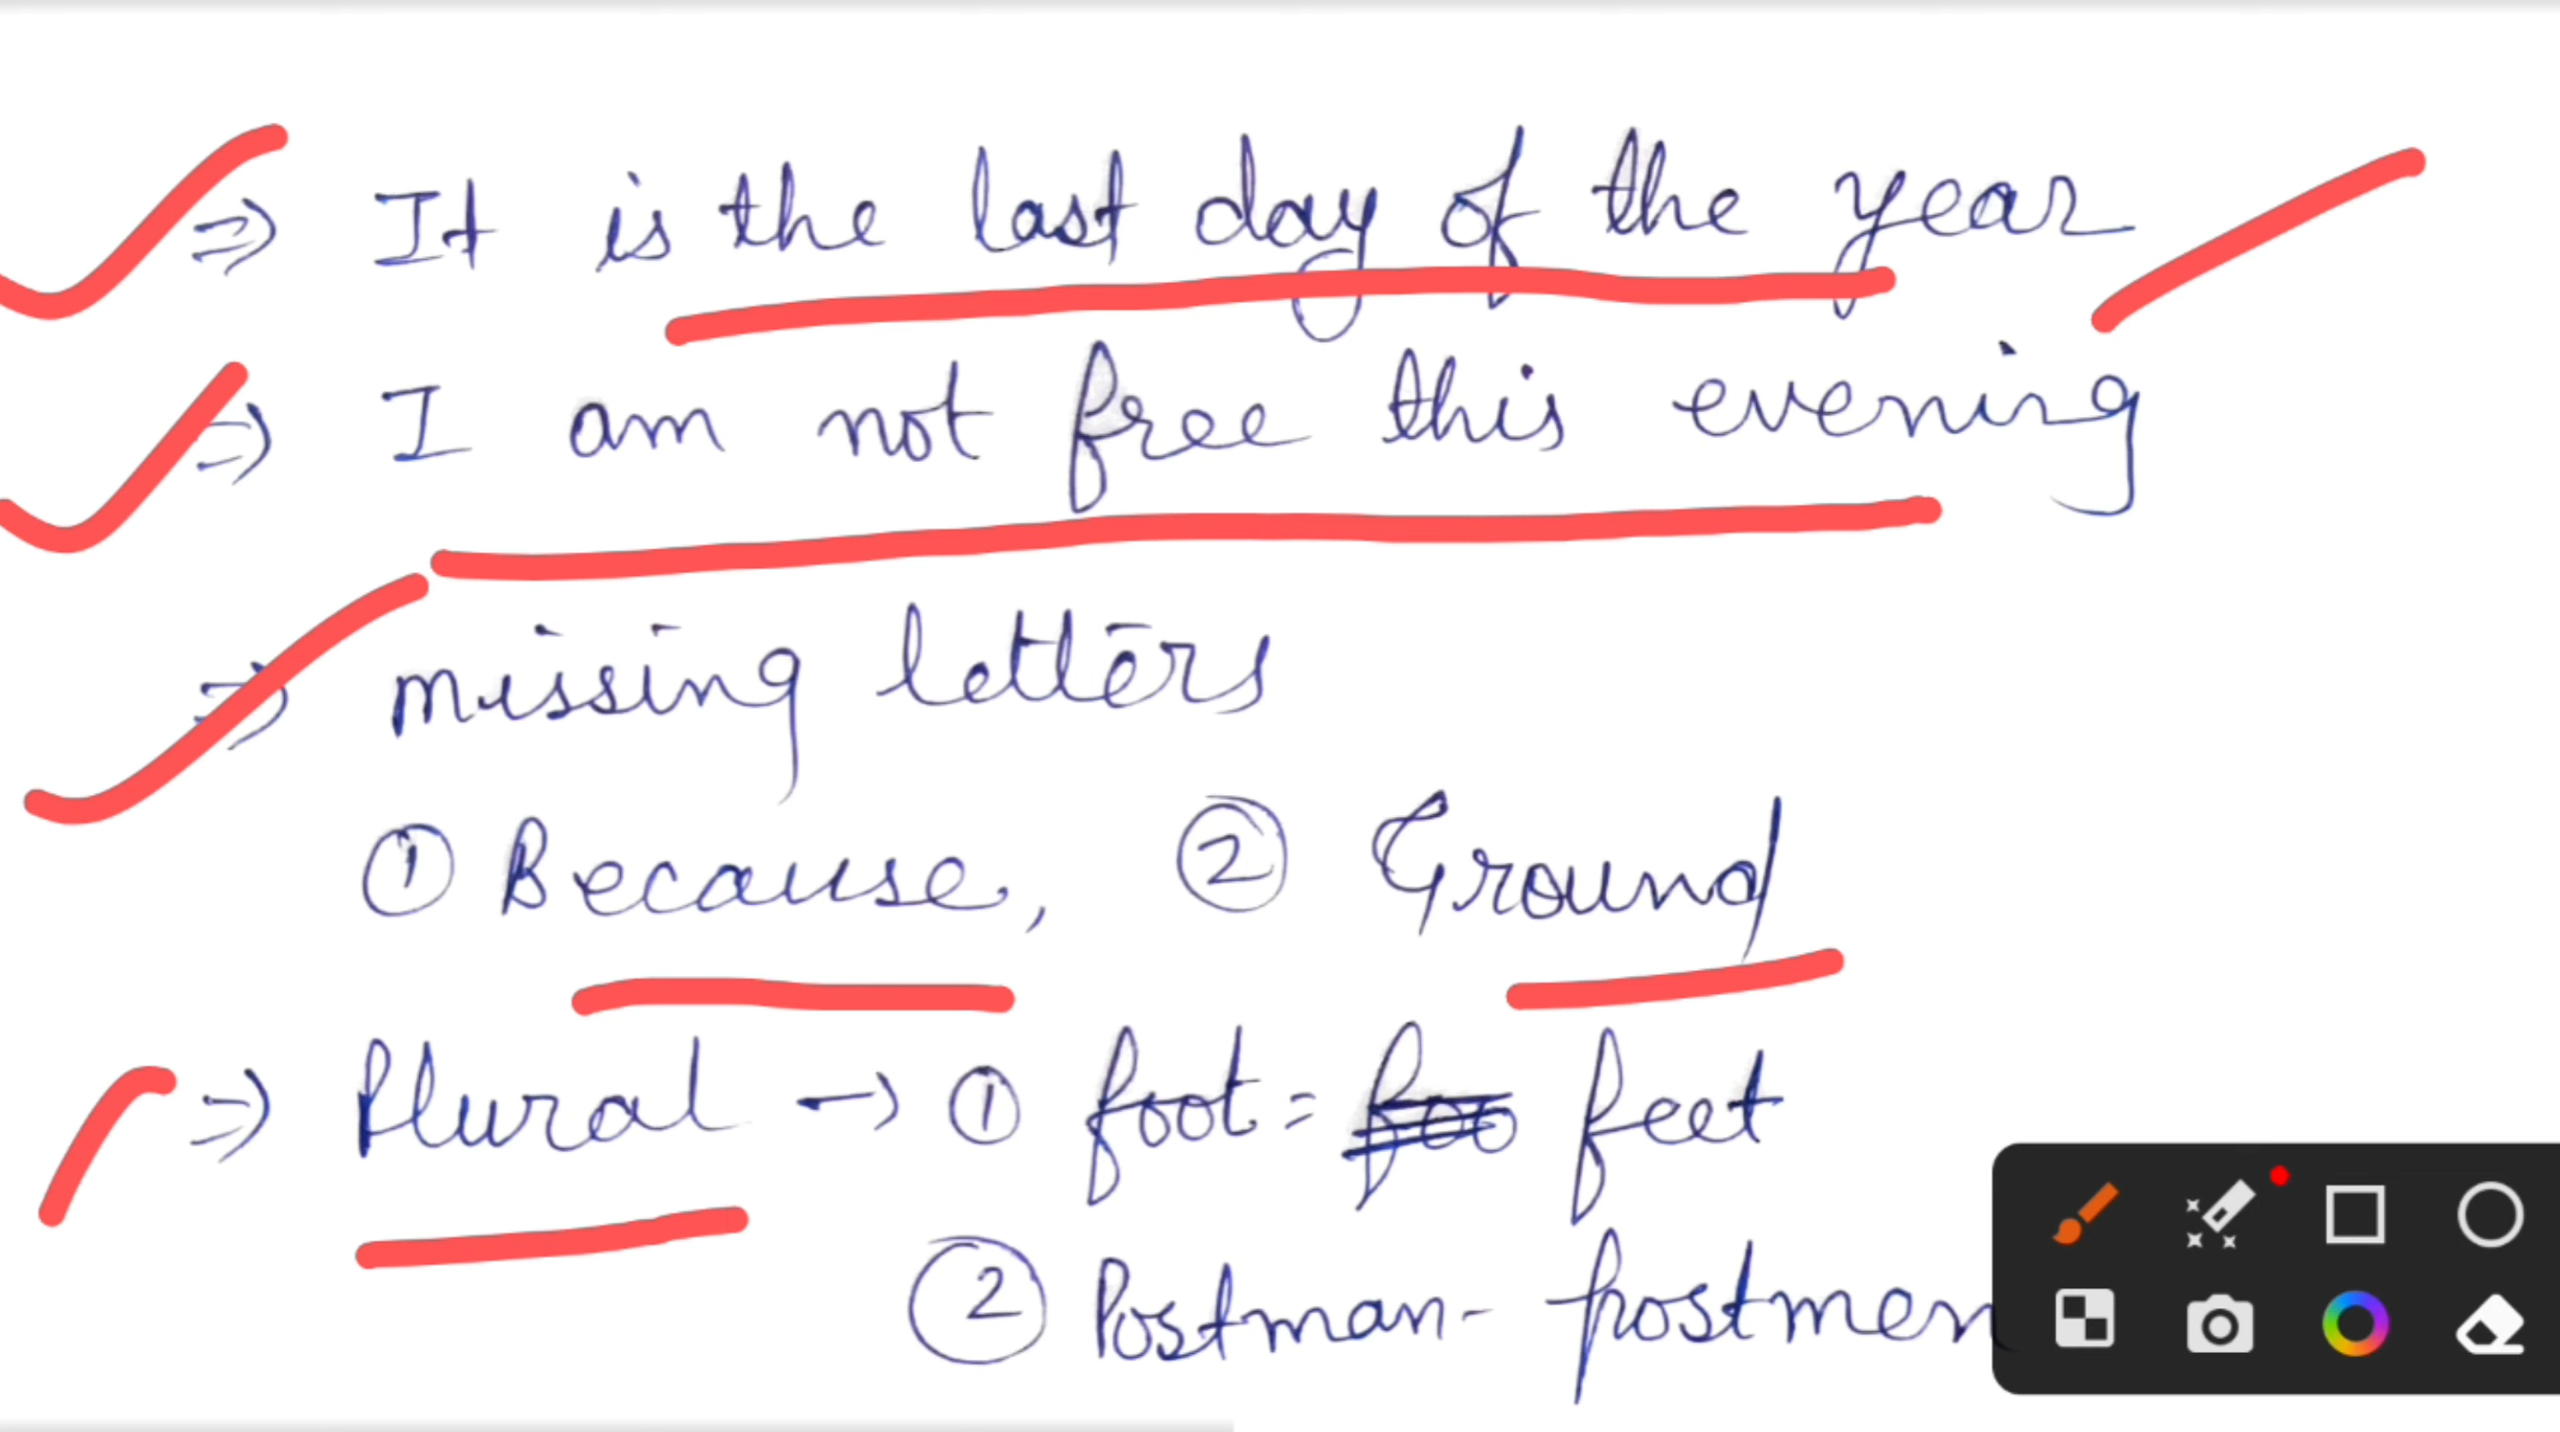 ⇒ It is the last day of the year
⇒ I am not free this evening
⇒ missing letters
① Because, ② Ground
⇒ Plural → ① foot = foo feet
② Postman - postmen